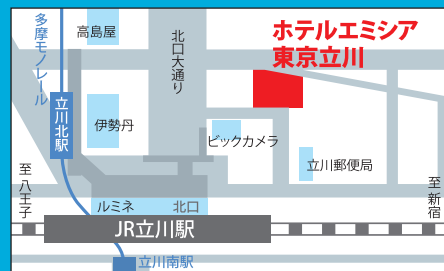 多摩モノレール
高島屋
北口大通り
ホテルエミシア
東京立川
立川北駅
伊勢丹
ビックカメラ
立川郵便局
至八王子
至新宿
ルミネ
北口
JR立川駅
立川南駅